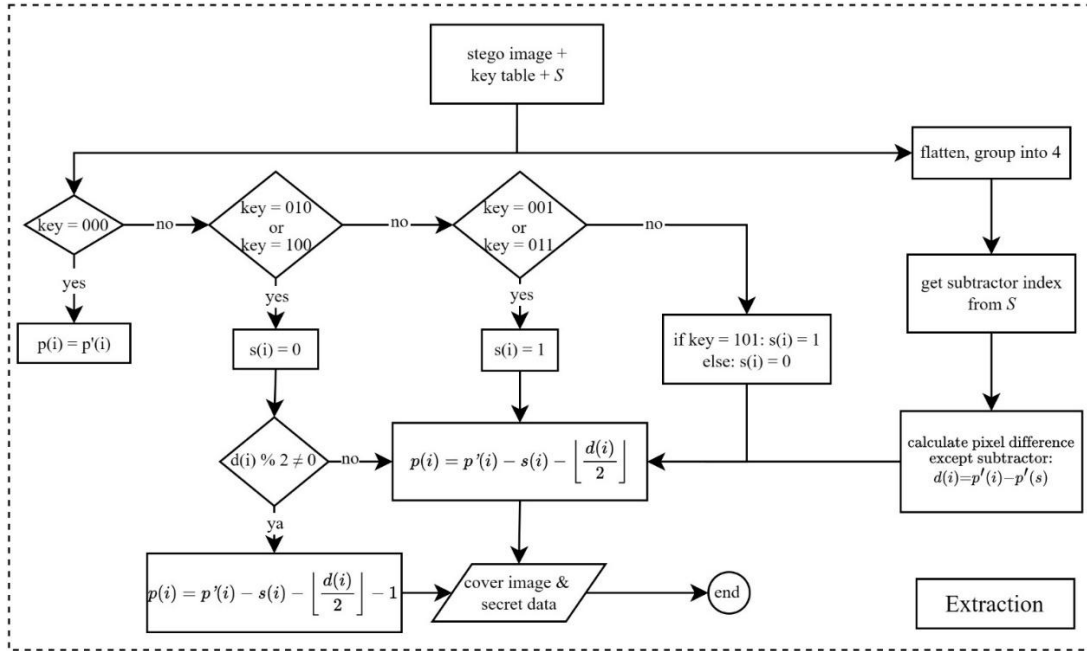 stego image +
key table + S
flatten, group into 4
key = 000
no
key = 010
or
key = 100
no
key = 001
or
key = 011
no
yes
yes
yes
get subtractor index
from S
p(i) = p'(i)
s(i) = 0
s(i) = 1
if key = 101: s(i) = 1
else: s(i) = 0
d(i) % 2 ≠ 0
no
p(i) = p'(i) − s(i) − ⌊d(i)/2⌋
calculate pixel difference
except subtractor:
d(i)=p′(i)−p′(s)
ya
p(i) = p'(i) − s(i) − ⌊d(i)/2⌋ − 1
cover image &
secret data
end
Extraction